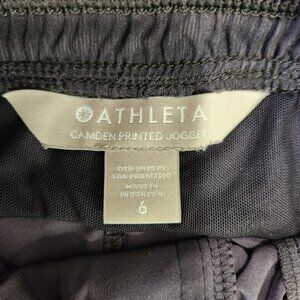 ATHLETA
CAMDEN PRINTED JOGGER
DESIGNED IN
SAN FRANCISCO
MADE IN
INDONESIA
6